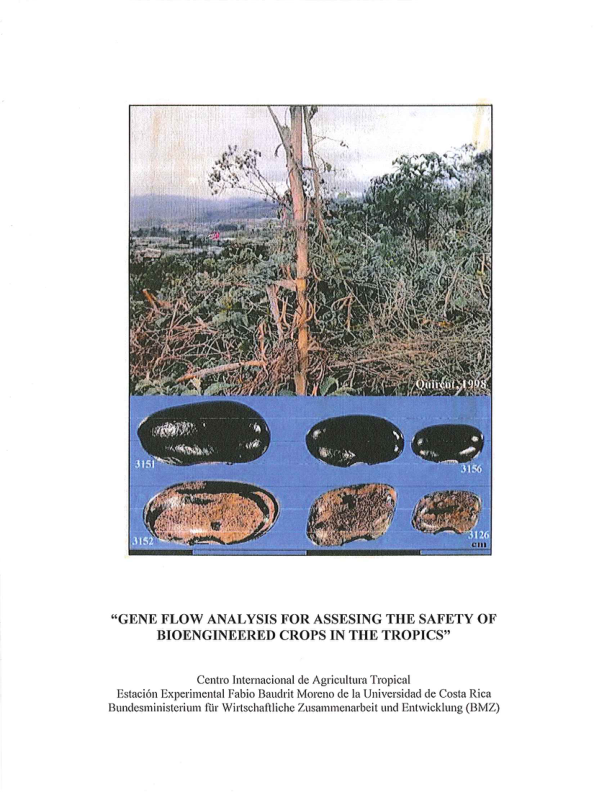 Quircot, 1998
3151
3156
3152
3126
cm
“GENE FLOW ANALYSIS FOR ASSESING THE SAFETY OF
BIOENGINEERED CROPS IN THE TROPICS”
Centro Internacional de Agricultura Tropical
Estación Experimental Fabio Baudrit Moreno de la Universidad de Costa Rica
Bundesministerium für Wirtschaftliche Zusammenarbeit und Entwicklung (BMZ)